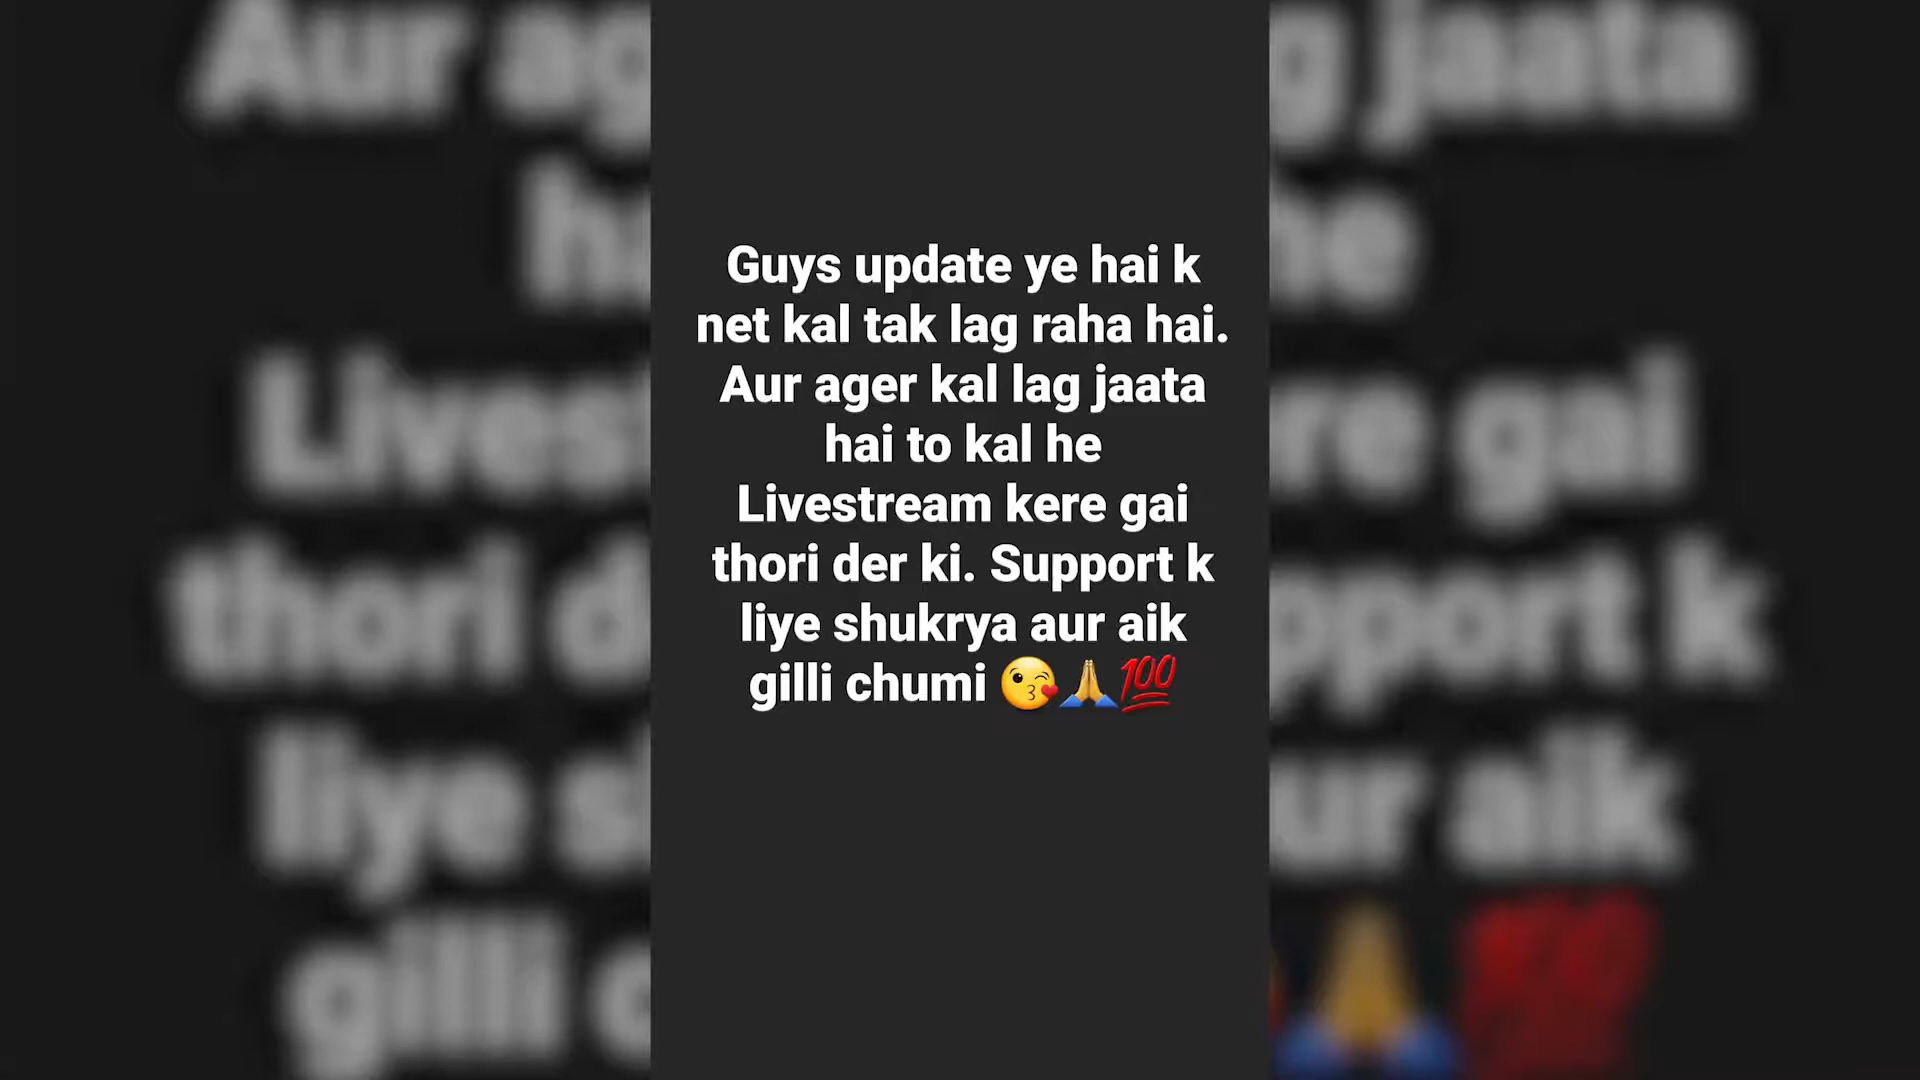 Guys update ye hai k
net kal tak lag raha hai.
Aur ager kal lag jaata
hai to kal he
Livestream kere gai
thori der ki. Support k
liye shukrya aur aik
gilli chumi 😘🙏💯